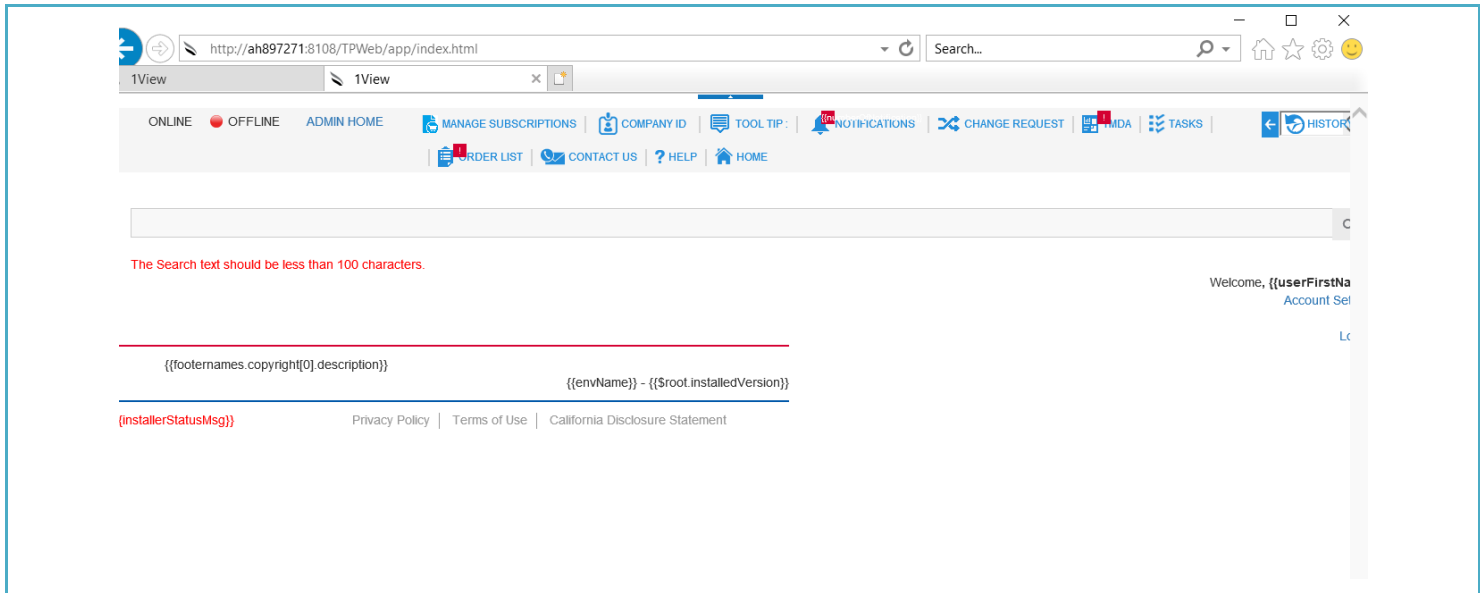 http://ah897271:8108/TPWeb/app/index.html Search...
1View 1View
ONLINE OFFLINE ADMIN HOME MANAGE SUBSCRIPTIONS COMPANY ID TOOL TIP : NOTIFICATIONS CHANGE REQUEST TASKS
ORDER LIST CONTACT US ? HELP HOME
The Search text should be less than 100 characters.
Welcome, {{userFirstNa
Account Set
Lo
{{footernames.copyright[0].description}}
{{envName}} - {{$root.installedVersion}}
{installerStatusMsg}} Privacy Policy Terms of Use California Disclosure Statement